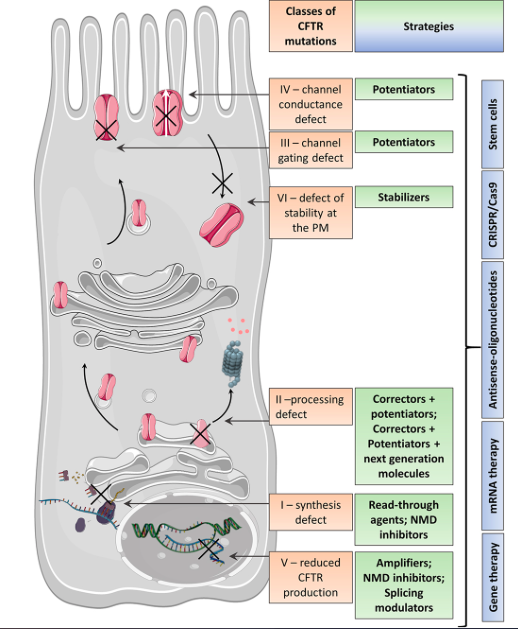 Classes of
CFTR
mutations
Strategies
IV – channel
conductance
defect
Potentiators
III – channel
gating defect
Potentiators
VI – defect of
stability at
the PM
Stabilizers
II –processing
defect
Correctors +
potentiators;
Correctors +
Potentiators +
next generation
molecules
I – synthesis
defect
Read-through
agents; NMD
inhibitors
V – reduced
CFTR
production
Amplifiers;
NMD inhibitors;
Splicing
modulators
Stem cells
CRISPR/Cas9
Antisense-oligonucleotides
mRNA therapy
Gene therapy